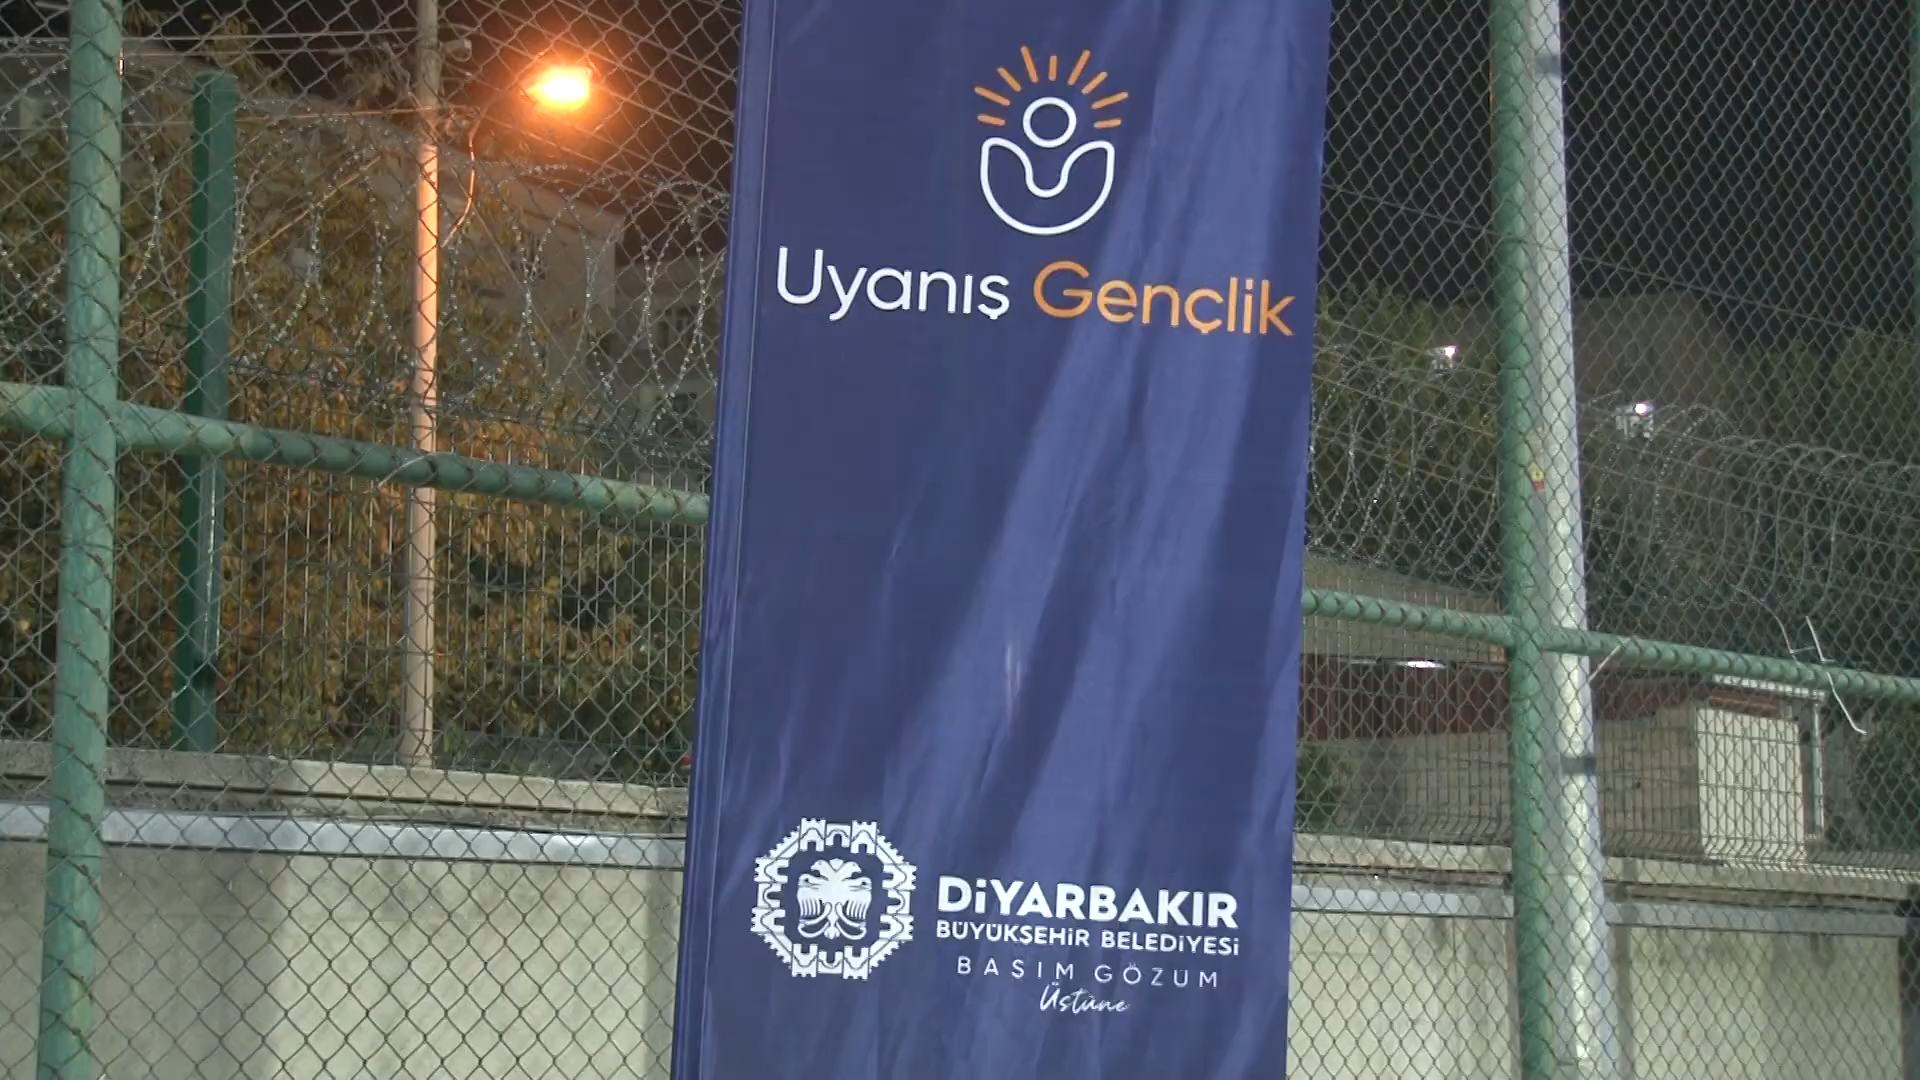 Uyanış Gençlik
DİYARBAKIR
BÜYÜKŞEHİR BELEDİYESİ
BAŞIM GÖZÜM
Üstüne